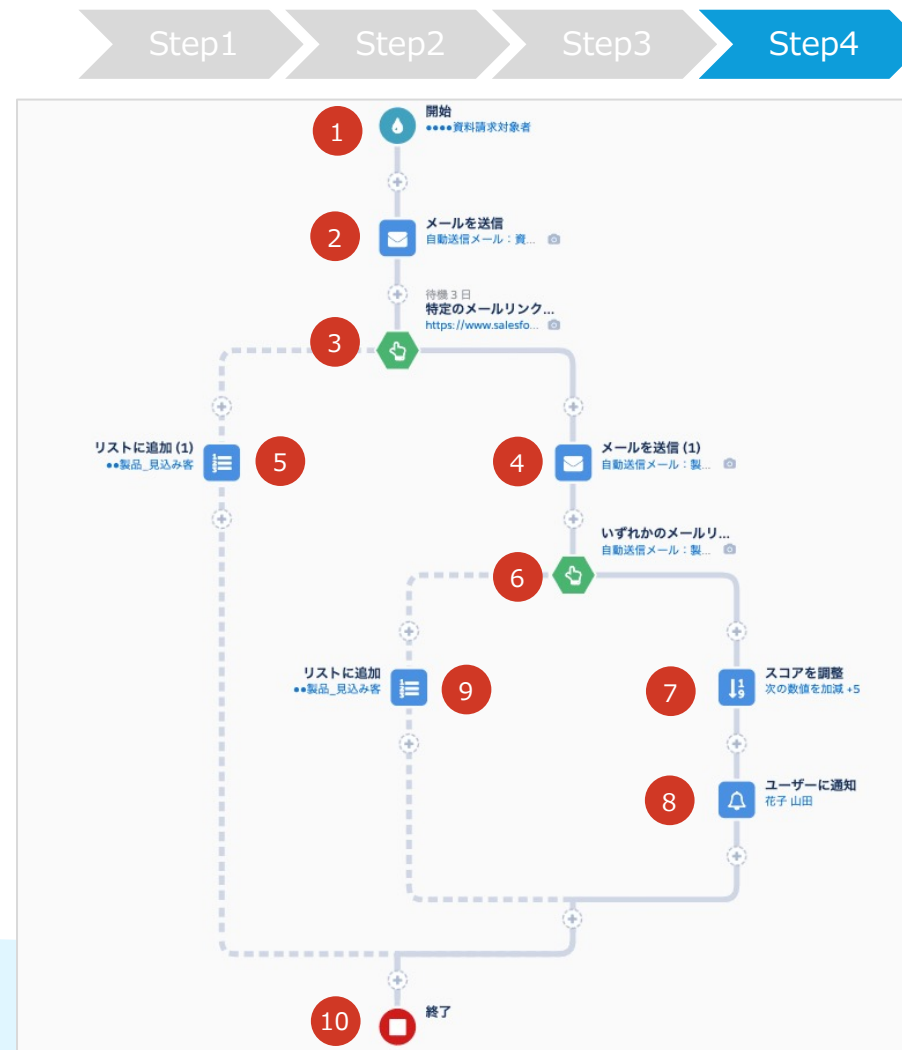 Step1
Step2
Step3
Step4
1
開始
●●●●資料請求対象者
2
メールを送信
自動送信メール：資...
待機 3 日
特定のメールリンク...
https://www.salesfo...
3
リストに追加 (1)
●●製品_見込み客
5
4
メールを送信 (1)
自動送信メール：製...
いずれかのメールリ...
自動送信メール：製...
6
リストに追加
●●製品_見込み客
9
7
スコアを調整
次の数値を加減 +5
8
ユーザーに通知
花子 山田
10
終了